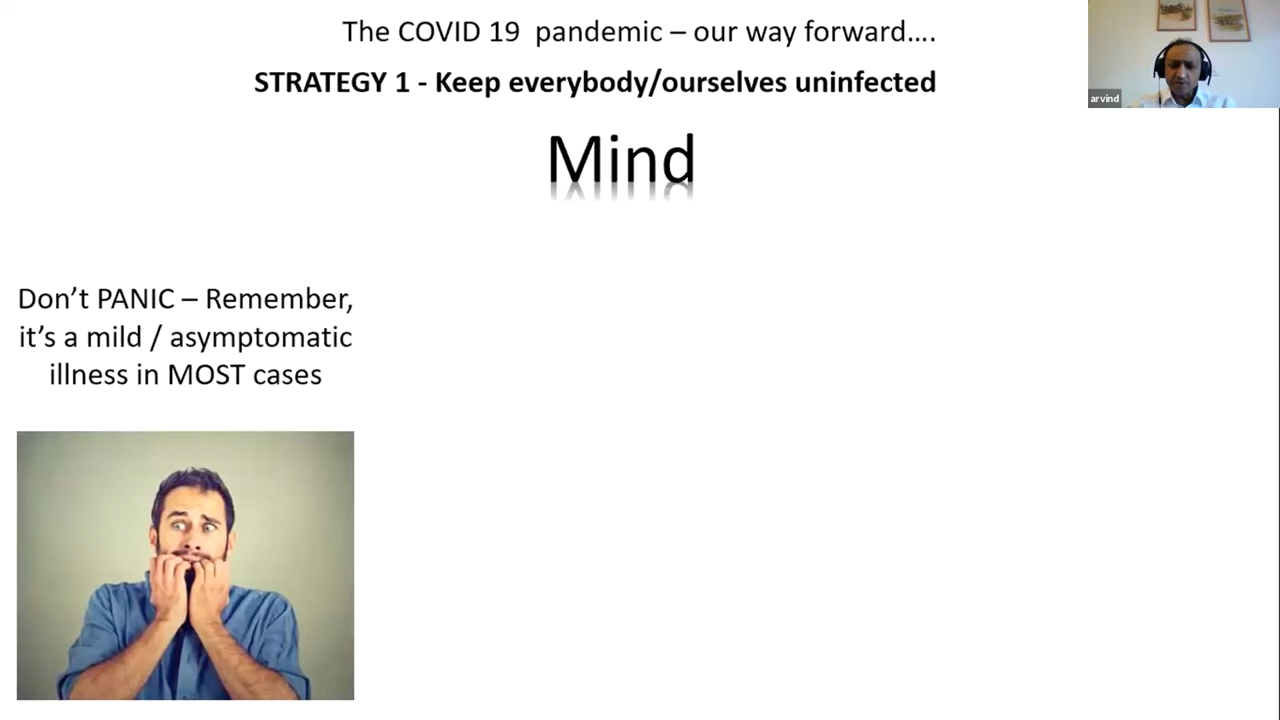 The COVID 19 pandemic – our way forward....
STRATEGY 1 - Keep everybody/ourselves uninfected
Mind
Don't PANIC – Remember,
it's a mild / asymptomatic
illness in MOST cases
arvind